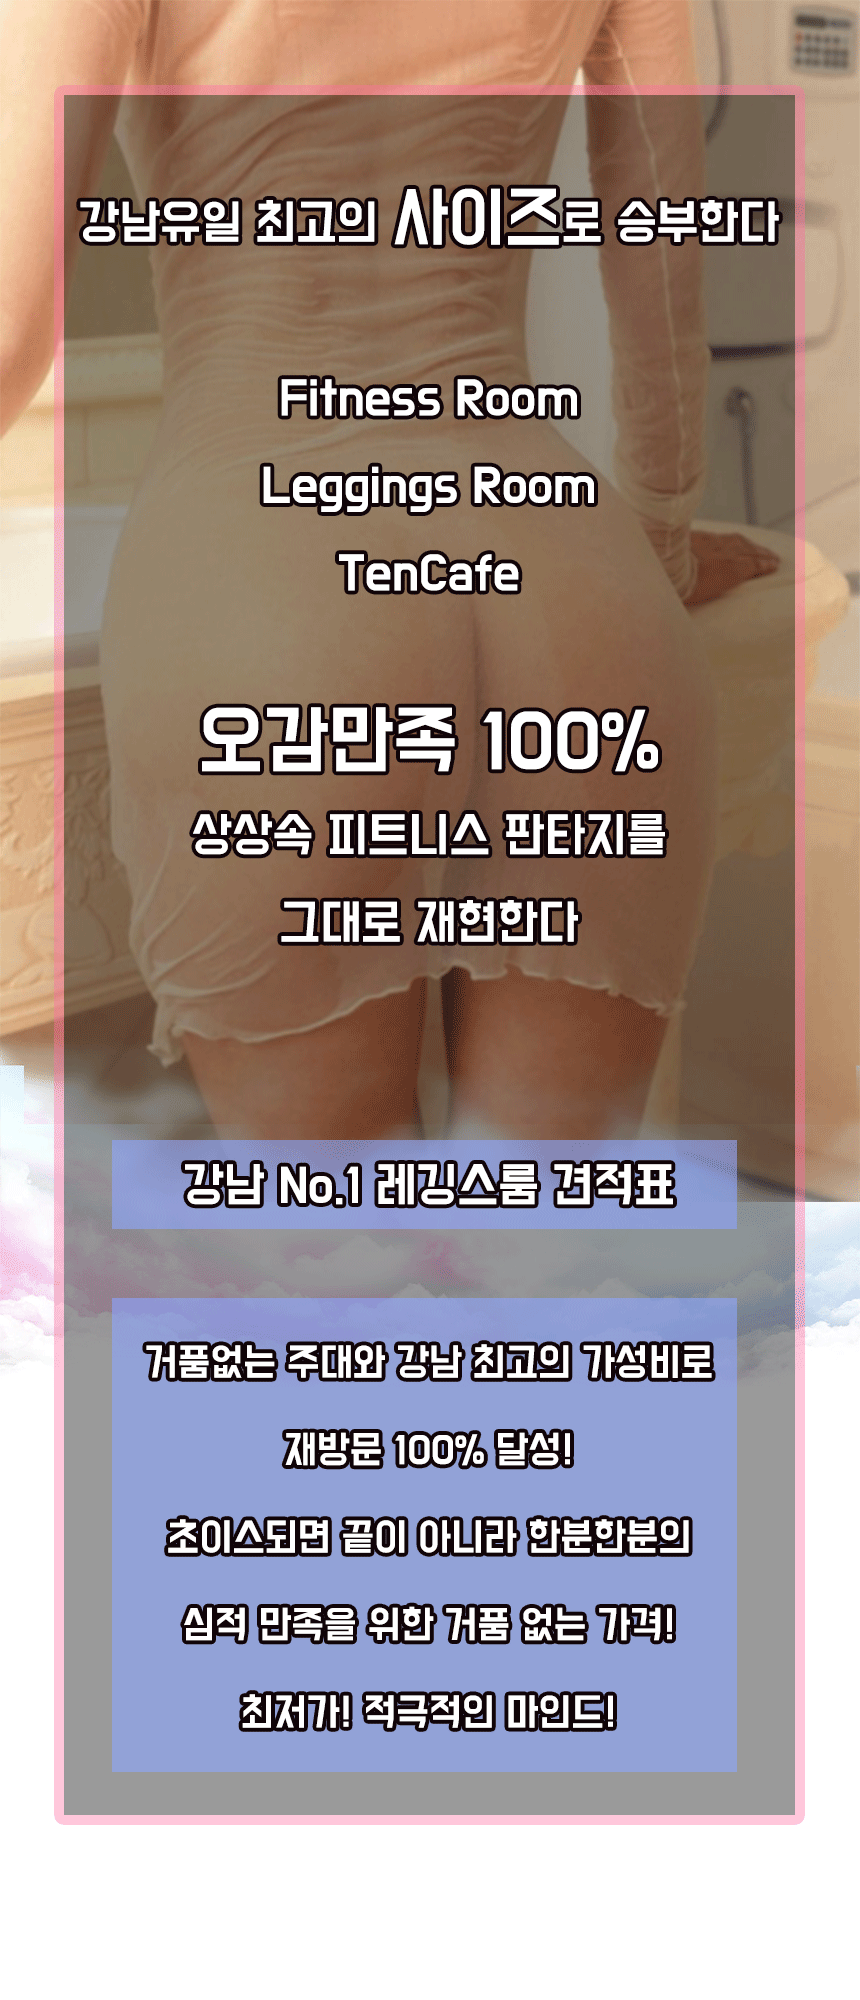 강남유일 최고의 사이즈로 승부한다
Fitness Room
Leggings Room
TenCafe
오감만족 100%
상상속 피트니스 판타지를
그대로 재현한다
강남 No.1 레깅스룸 견적표
거품없는 주대와 강남 최고의 가성비로
재방문 100% 달성!
초이스되면 끝이 아니라 한분한분의
심적 만족을 위한 거품 없는 가격!
최저가! 적극적인 마인드!